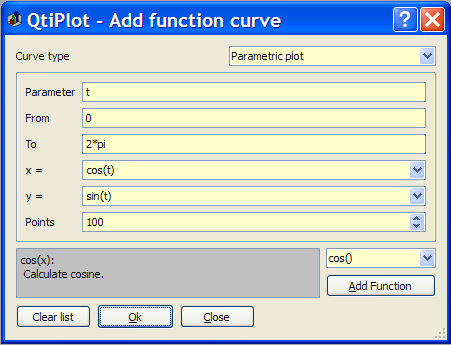 QtiPlot - Add function curve
Curve type Parametric plot
Parameter t
From 0
To 2*pi
x = cos(t)
y = sin(t)
Points 100
cos(x):
Calculate cosine.
cos()
Add Function
Clear list Ok Close